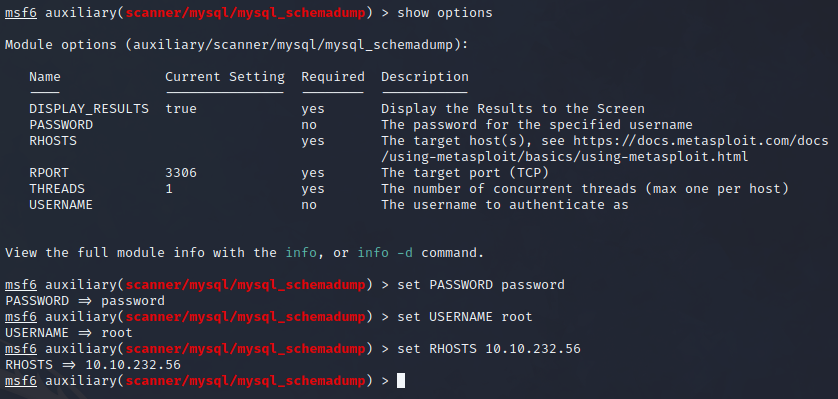 msf6 auxiliary(scanner/mysql/mysql_schemadump) > show options
Module options (auxiliary/scanner/mysql/mysql_schemadump):
Name Current Setting Required Description
---- --------------- -------- -----------
DISPLAY_RESULTS true yes Display the Results to the Screen
PASSWORD no The password for the specified username
RHOSTS yes The target host(s), see https://docs.metasploit.com/docs
/using-metasploit/basics/using-metasploit.html
RPORT 3306 yes The target port (TCP)
THREADS 1 yes The number of concurrent threads (max one per host)
USERNAME no The username to authenticate as
View the full module info with the info, or info -d command.
msf6 auxiliary(scanner/mysql/mysql_schemadump) > set PASSWORD password
PASSWORD => password
msf6 auxiliary(scanner/mysql/mysql_schemadump) > set USERNAME root
USERNAME => root
msf6 auxiliary(scanner/mysql/mysql_schemadump) > set RHOSTS 10.10.232.56
RHOSTS => 10.10.232.56
msf6 auxiliary(scanner/mysql/mysql_schemadump) >